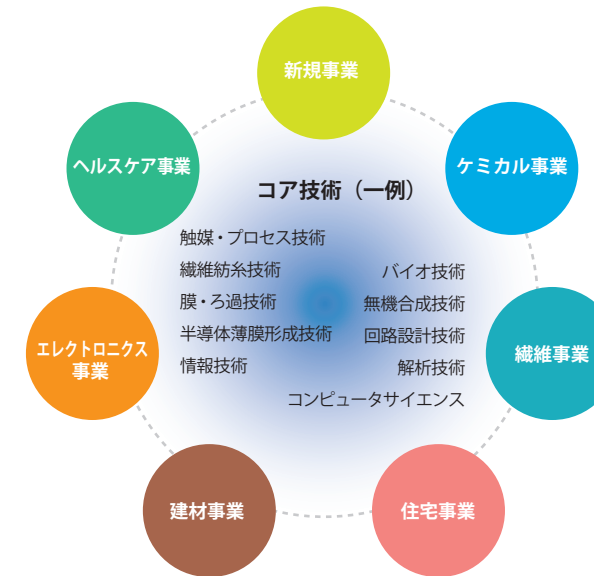 新規事業
ヘルスケア事業
ケミカル事業
コア技術（一例）
触媒・プロセス技術
繊維紡糸技術
膜・ろ過技術
半導体薄膜形成技術
情報技術
バイオ技術
無機合成技術
回路設計技術
解析技術
コンピュータサイエンス
エレクトロニクス
事業
繊維事業
建材事業
住宅事業